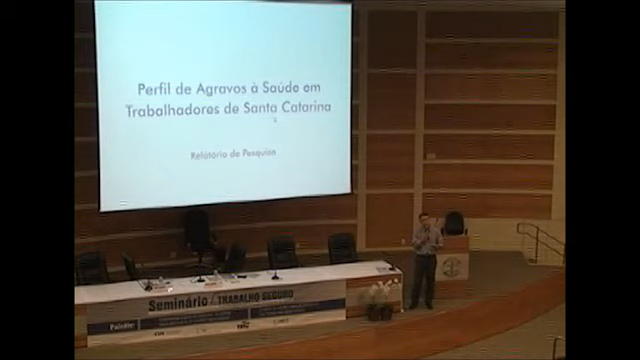 Perfil de Agravos à Saúde em
Trabalhadores de Santa Catarina
Relatório de Pesquisa
Seminário / TRABALHO SEGURO